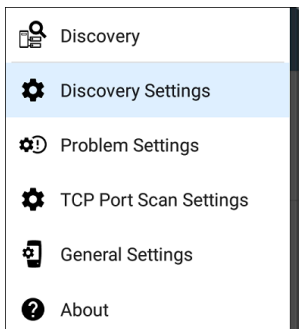 Discovery
Discovery Settings
Problem Settings
TCP Port Scan Settings
General Settings
About